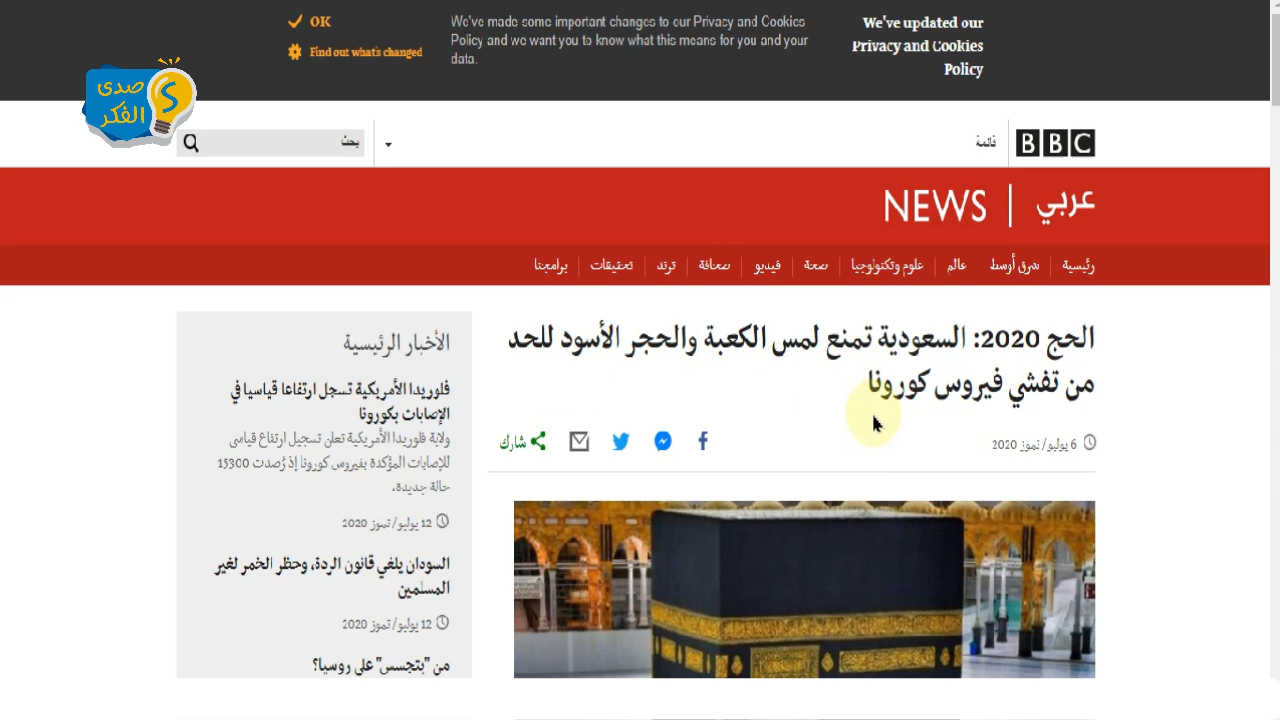 We've updated our
Privacy and Cookies
Policy
We've made some important changes to our Privacy and Cookies
Policy and we want you to know what this means for you and your
data.
OK
Find out what's changed
صدى
الفكر
BBC
قائمة
بحث
NEWS | عربي
رئيسية
شرق أوسط
عالم
علوم وتكنولوجيا
صحة
فيديو
صحافة
ترند
تحقيقات
برامجنا
الحج 2020: السعودية تمنع لمس الكعبة والحجر الأسود للحد
من تفشي فيروس كورونا
6 يوليو/ تموز 2020
شارك
الأخبار الرئيسية
فلوريدا الأمريكية تسجل ارتفاعا قياسيا في
الإصابات بكورونا
ولاية فلوريدا الأمريكية تعلن تسجيل ارتفاع قياسي
للإصابات المؤكدة بفيروس كورونا إذ رُصدت 15300
حالة جديدة.
12 يوليو/ تموز 2020
السودان يلغي قانون الردة، وحظر الخمر لغير
المسلمين
12 يوليو/ تموز 2020
من "يتجسس" على روسيا؟